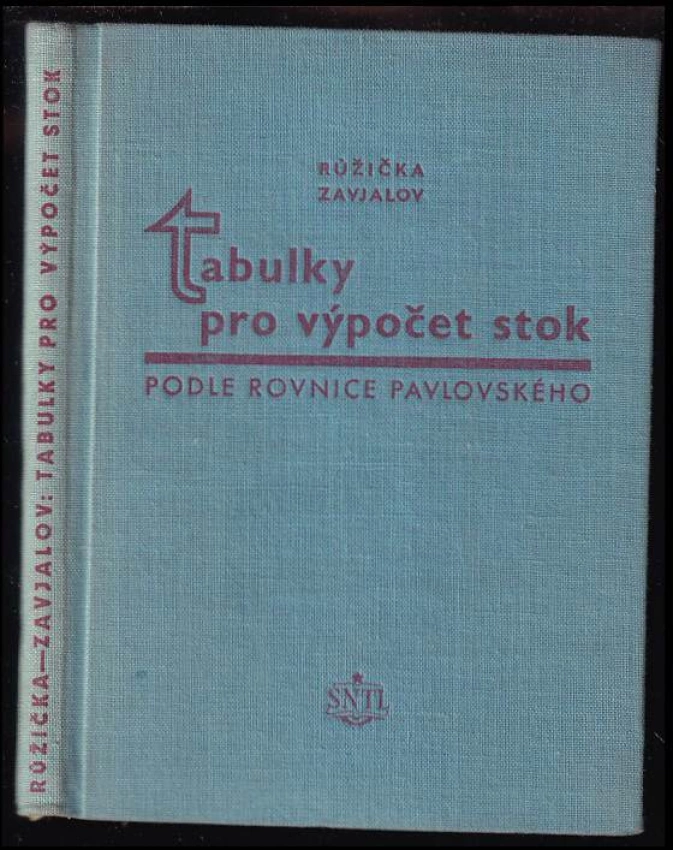 RŮŽIČKA—ZAVJALOV: TABULKY PRO VÝPOČET STOK
RŮŽIČKA
ZAVJALOV
tabulky
pro výpočet stok
PODLE ROVNICE PAVLOVSKÉHO
SNTL